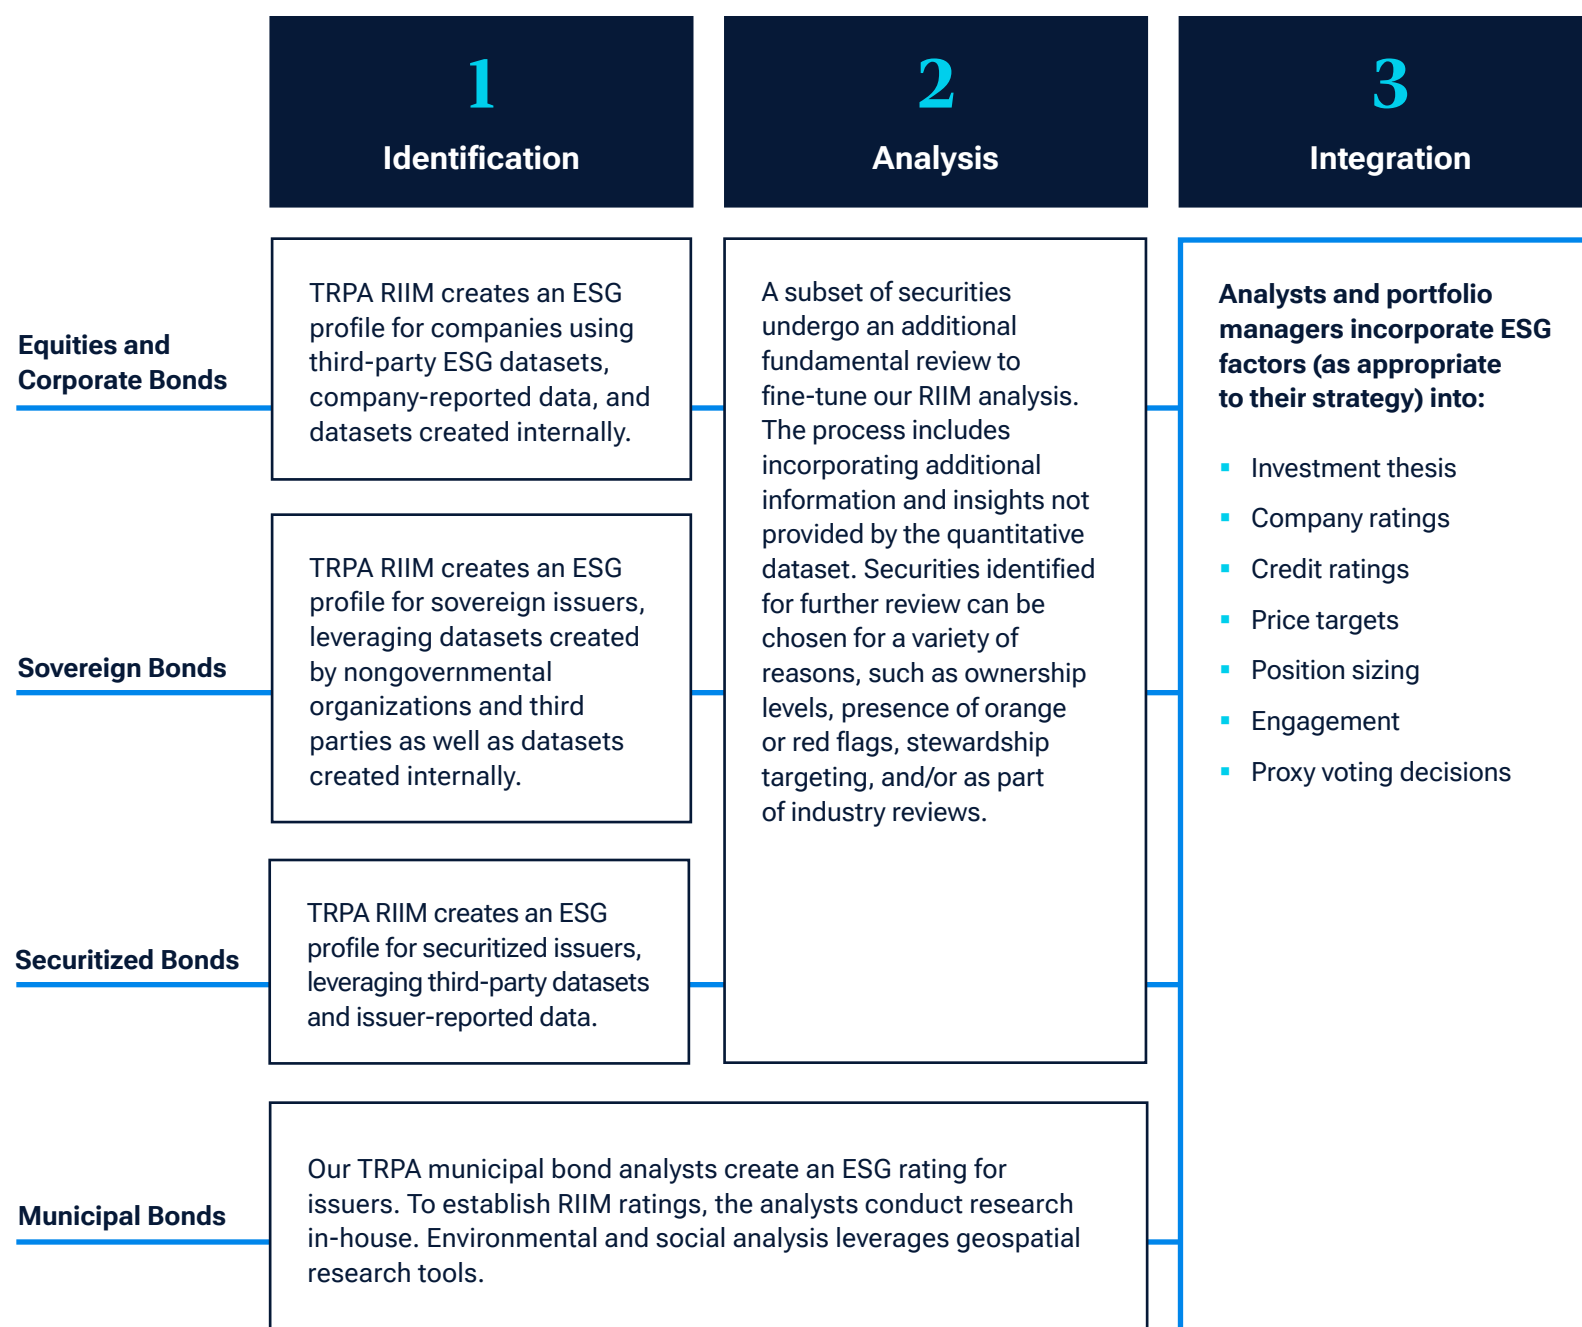 1
Identification
2
Analysis
3
Integration
Equities and
Corporate Bonds
TRPA RIIM creates an ESG
profile for companies using
third-party ESG datasets,
company-reported data, and
datasets created internally.
Sovereign Bonds
TRPA RIIM creates an ESG
profile for sovereign issuers,
leveraging datasets created
by nongovernmental
organizations and third
parties as well as datasets
created internally.
Securitized Bonds
TRPA RIIM creates an ESG
profile for securitized issuers,
leveraging third-party datasets
and issuer-reported data.
A subset of securities
undergo an additional
fundamental review to
fine-tune our RIIM analysis.
The process includes
incorporating additional
information and insights not
provided by the quantitative
dataset. Securities identified
for further review can be
chosen for a variety of
reasons, such as ownership
levels, presence of orange
or red flags, stewardship
targeting, and/or as part
of industry reviews.
Municipal Bonds
Our TRPA municipal bond analysts create an ESG rating for
issuers. To establish RIIM ratings, the analysts conduct research
in-house. Environmental and social analysis leverages geospatial
research tools.
Analysts and portfolio
managers incorporate ESG
factors (as appropriate
to their strategy) into:
▪ Investment thesis
▪ Company ratings
▪ Credit ratings
▪ Price targets
▪ Position sizing
▪ Engagement
▪ Proxy voting decisions